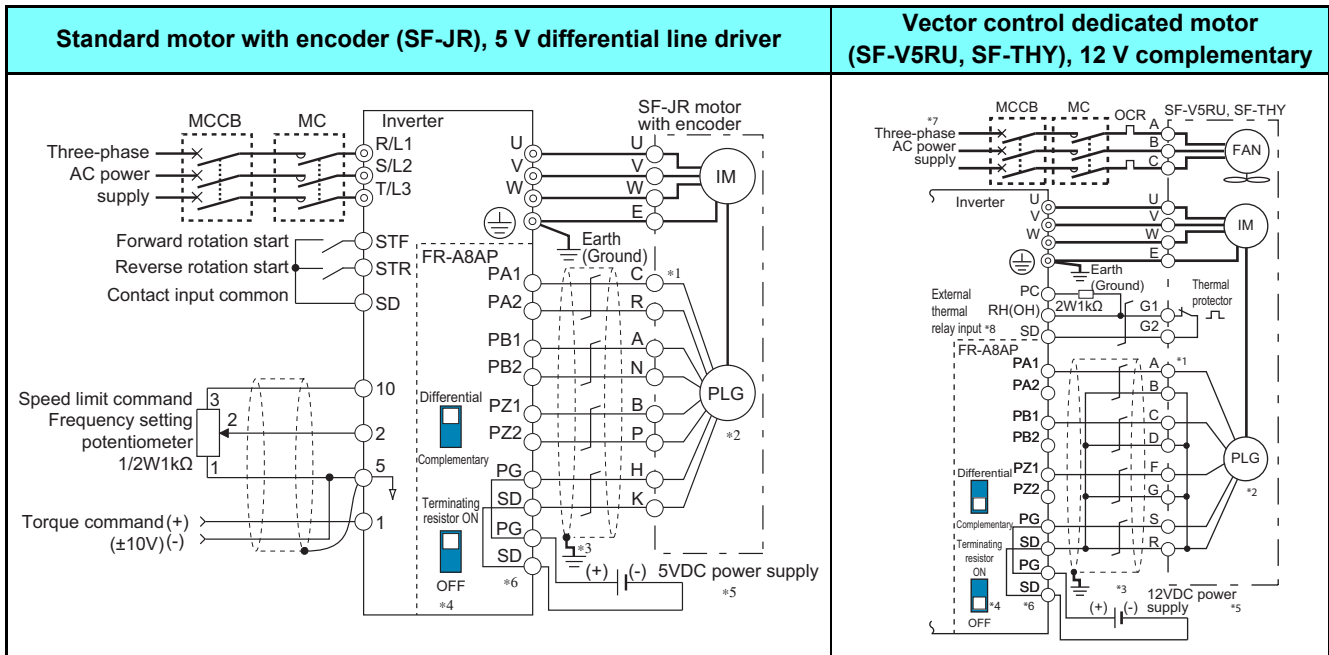 Standard motor with encoder (SF-JR), 5 V differential line driver
MCCB
MC
Inverter
SF-JR motor
with encoder
Three-phase
AC power
supply
R/L1
S/L2
T/L3
U
V
W
U
V
W
E
IM
Earth
(Ground)
Forward rotation start
Reverse rotation start
Contact input common
STF
STR
SD
FR-A8AP
PA1
PA2
PB1
PB2
PZ1
PZ2
PG
SD
PG
SD
C
R
A
N
B
P
H
K
*1
PLG
*2
Differential
Complementary
Terminating
resistor ON
OFF
*4
*6
*3
(+)
(-)
5VDC power supply
*5
Speed limit command
Frequency setting
potentiometer
1/2W1kΩ
3
2
1
10
2
5
1
Torque command (+)
(±10V) (-)
Vector control dedicated motor
(SF-V5RU, SF-THY), 12 V complementary
MCCB
MC
OCR
SF-V5RU, SF-THY
*7
Three-phase
AC power
supply
A
B
C
FAN
Inverter
U
V
W
U
V
W
E
IM
Earth
(Ground)
PC
RH(OH)
SD
2W1kΩ
G1
G2
Thermal
protector
External
thermal
relay input *8
FR-A8AP
PA1
PA2
PB1
PB2
PZ1
PZ2
PG
SD
PG
SD
A
B
C
D
F
G
S
R
*1
PLG
*2
Differential
Complementary
Terminating
resistor
ON
*4
OFF
*6
*3
(+)
(-)
12VDC power
supply
*5